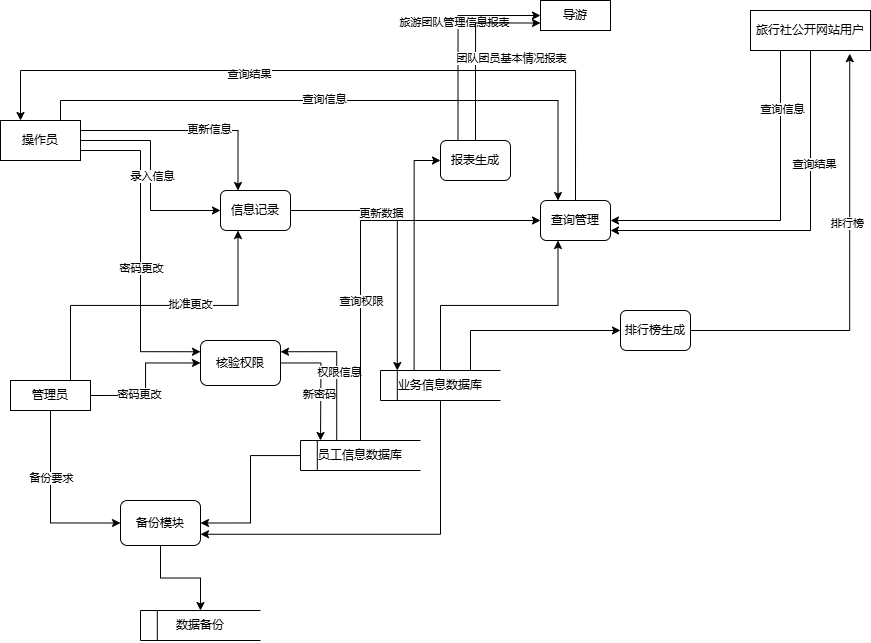 导游
旅游团队管理信息报表
旅行社公开网站用户
团队团员基本情况报表
查询结果
查询信息
查询信息
更新信息
操作员
报表生成
查询结果
录入信息
信息记录
更新数据
查询管理
排行榜
密码更改
批准更改
查询权限
排行榜生成
核验权限
权限信息
业务信息数据库
管理员
密码更改
新密码
员工信息数据库
备份要求
备份模块
数据备份